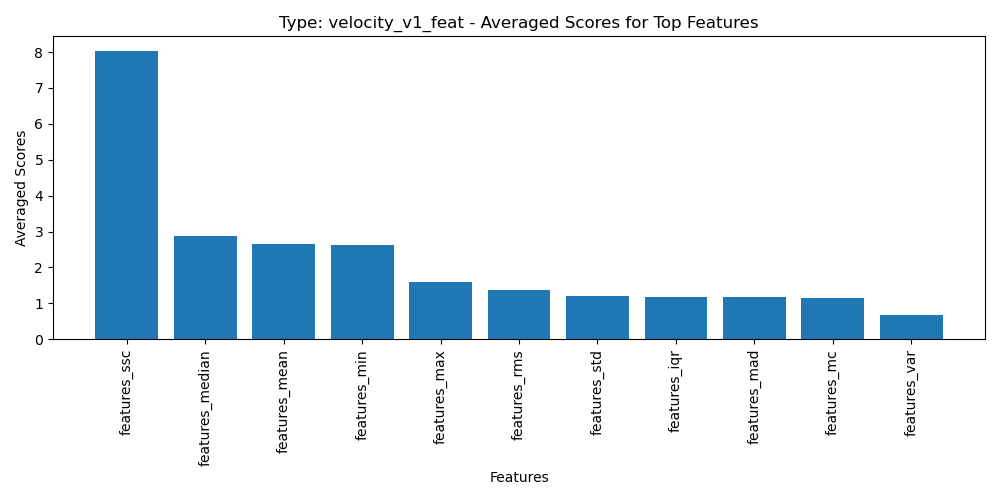 Type: velocity_v1_feat - Averaged Scores for Top Features
Averaged Scores
8
7
6
5
4
3
2
1
0
features_ssc
features_median
features_mean
features_min
features_max
features_rms
features_std
features_iqr
features_mad
features_mc
features_var
Features